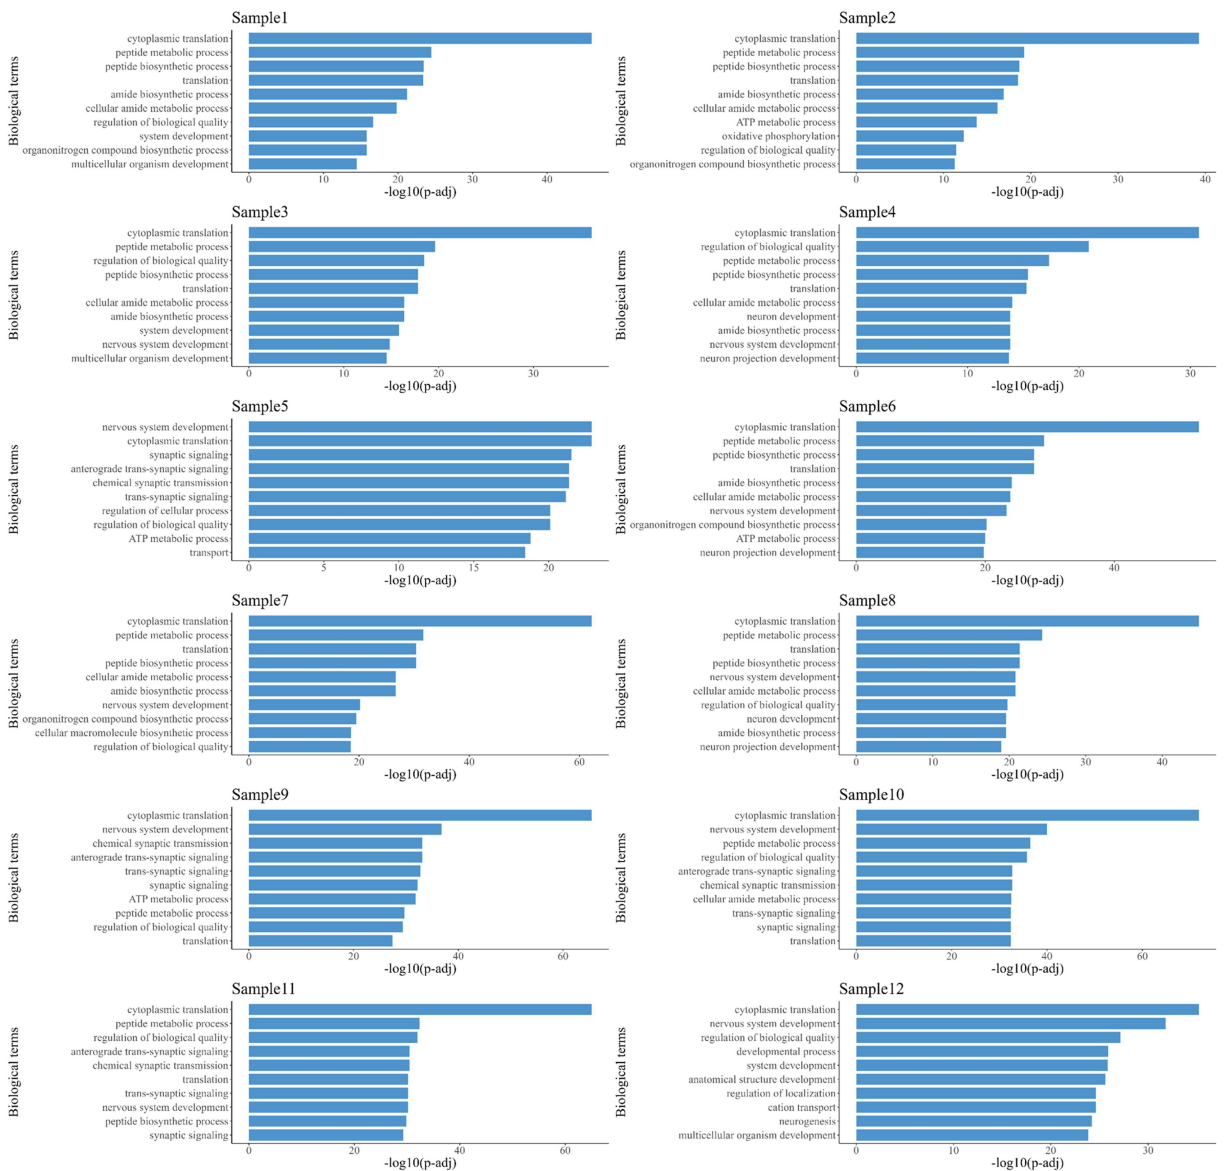 Sample1
Biological terms
cytoplasmic translation
peptide metabolic process
peptide biosynthetic process
translation
amide biosynthetic process
cellular amide metabolic process
regulation of biological quality
system development
organonitrogen compound biosynthetic process
multicellular organism development
0 10 20 30 40
-log10(p-adj)
Sample2
Biological terms
cytoplasmic translation
peptide metabolic process
peptide biosynthetic process
translation
amide biosynthetic process
cellular amide metabolic process
ATP metabolic process
oxidative phosphorylation
regulation of biological quality
organonitrogen compound biosynthetic process
0 10 20 30 40
-log10(p-adj)
Sample3
Biological terms
cytoplasmic translation
peptide metabolic process
regulation of biological quality
peptide biosynthetic process
translation
cellular amide metabolic process
amide biosynthetic process
system development
nervous system development
multicellular organism development
0 10 20 30
-log10(p-adj)
Sample4
Biological terms
cytoplasmic translation
regulation of biological quality
peptide metabolic process
peptide biosynthetic process
translation
cellular amide metabolic process
neuron development
amide biosynthetic process
nervous system development
neuron projection development
0 10 20 30
-log10(p-adj)
Sample5
Biological terms
nervous system development
cytoplasmic translation
synaptic signaling
anterograde trans-synaptic signaling
chemical synaptic transmission
trans-synaptic signaling
regulation of cellular process
regulation of biological quality
ATP metabolic process
transport
0 5 10 15 20
-log10(p-adj)
Sample6
Biological terms
cytoplasmic translation
peptide metabolic process
peptide biosynthetic process
translation
amide biosynthetic process
cellular amide metabolic process
nervous system development
organonitrogen compound biosynthetic process
ATP metabolic process
neuron projection development
0 20 40
-log10(p-adj)
Sample7
Biological terms
cytoplasmic translation
peptide metabolic process
translation
peptide biosynthetic process
cellular amide metabolic process
amide biosynthetic process
nervous system development
organonitrogen compound biosynthetic process
cellular macromolecule biosynthetic process
regulation of biological quality
0 20 40 60
-log10(p-adj)
Sample8
Biological terms
cytoplasmic translation
peptide metabolic process
translation
peptide biosynthetic process
nervous system development
cellular amide metabolic process
regulation of biological quality
neuron development
amide biosynthetic process
neuron projection development
0 10 20 30 40
-log10(p-adj)
Sample9
Biological terms
cytoplasmic translation
nervous system development
chemical synaptic transmission
anterograde trans-synaptic signaling
trans-synaptic signaling
synaptic signaling
ATP metabolic process
peptide metabolic process
regulation of biological quality
translation
0 20 40 60
-log10(p-adj)
Sample10
Biological terms
cytoplasmic translation
nervous system development
peptide metabolic process
regulation of biological quality
anterograde trans-synaptic signaling
chemical synaptic transmission
cellular amide metabolic process
trans-synaptic signaling
synaptic signaling
translation
0 20 40 60
-log10(p-adj)
Sample11
Biological terms
cytoplasmic translation
peptide metabolic process
regulation of biological quality
anterograde trans-synaptic signaling
chemical synaptic transmission
translation
trans-synaptic signaling
nervous system development
peptide biosynthetic process
synaptic signaling
0 20 40 60
-log10(p-adj)
Sample12
Biological terms
cytoplasmic translation
nervous system development
regulation of biological quality
developmental process
system development
anatomical structure development
regulation of localization
cation transport
neurogenesis
multicellular organism development
0 10 20 30
-log10(p-adj)